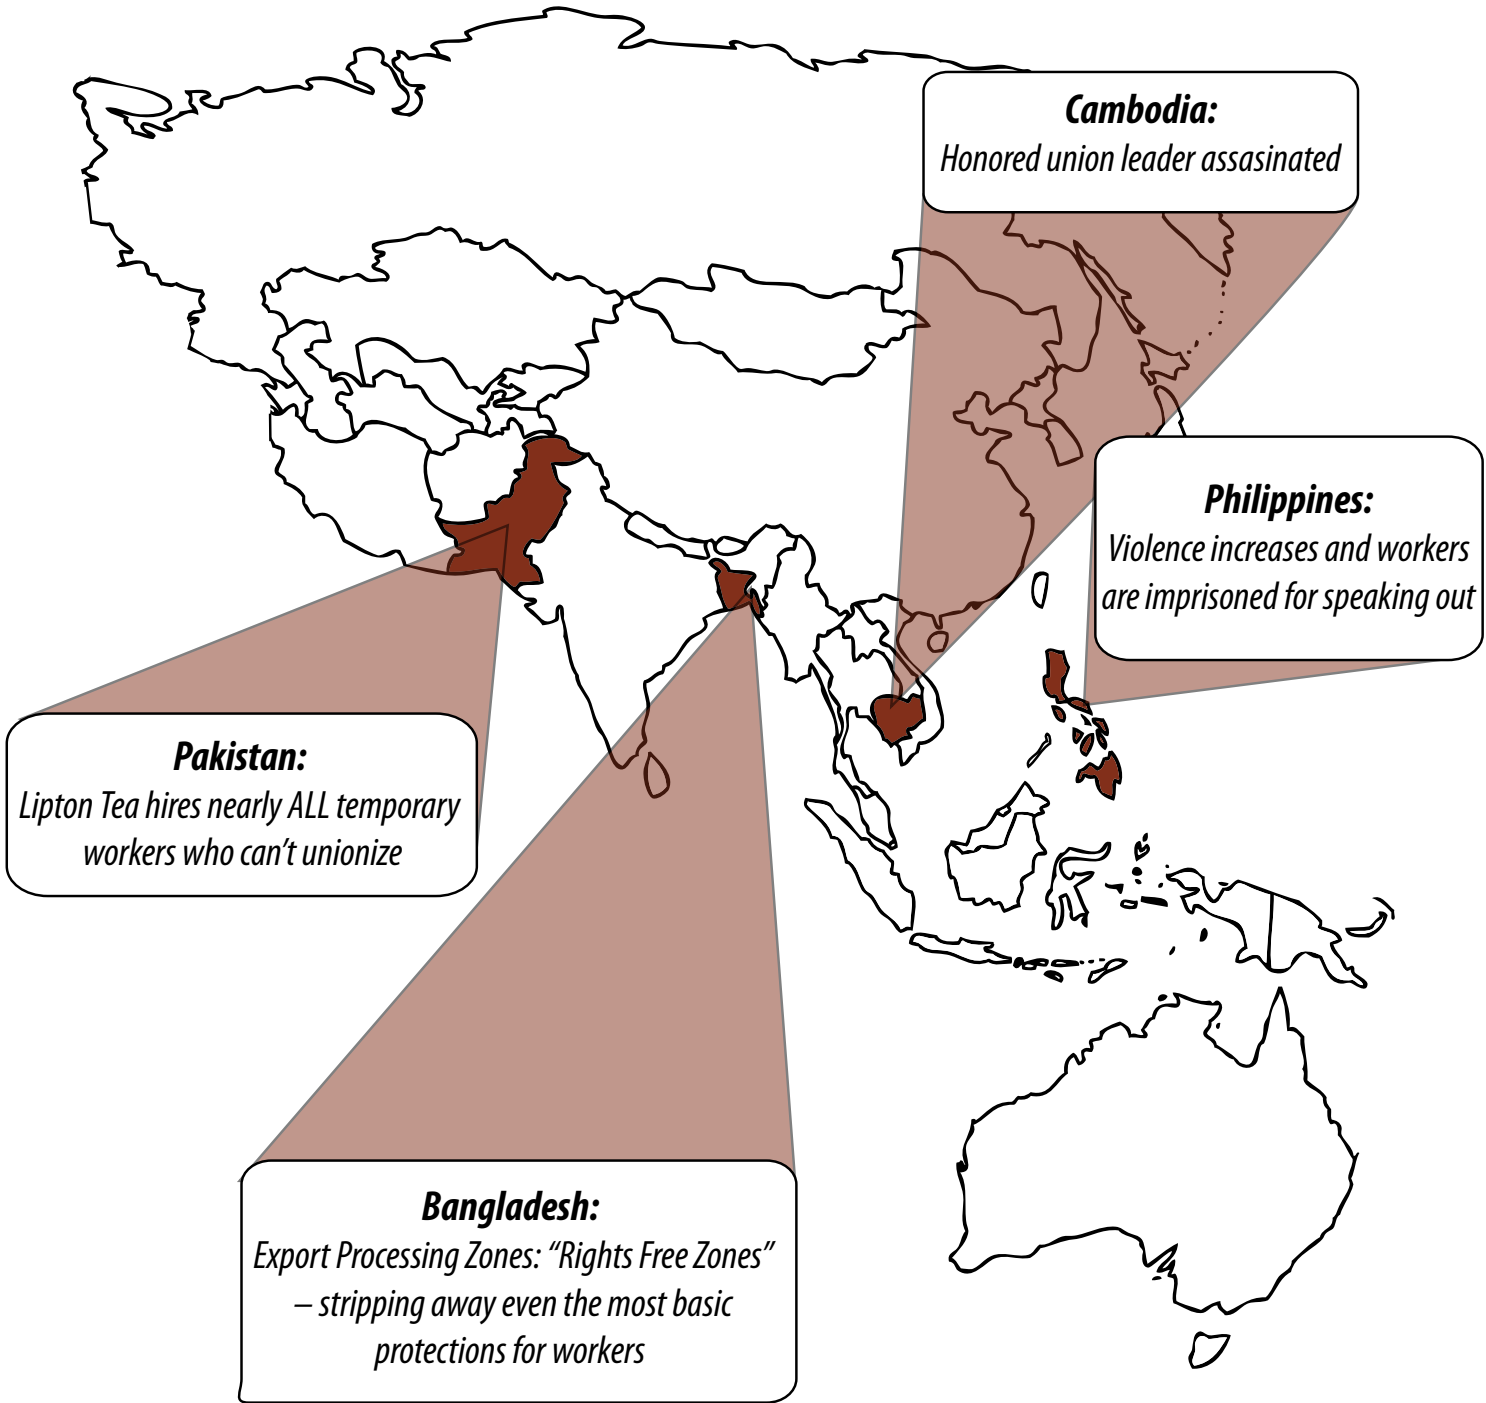 Cambodia:
Honored union leader assasinated
Philippines:
Violence increases and workers
are imprisoned for speaking out
Pakistan:
Lipton Tea hires nearly ALL temporary
workers who can't unionize
Bangladesh:
Export Processing Zones: “Rights Free Zones”
– stripping away even the most basic
protections for workers